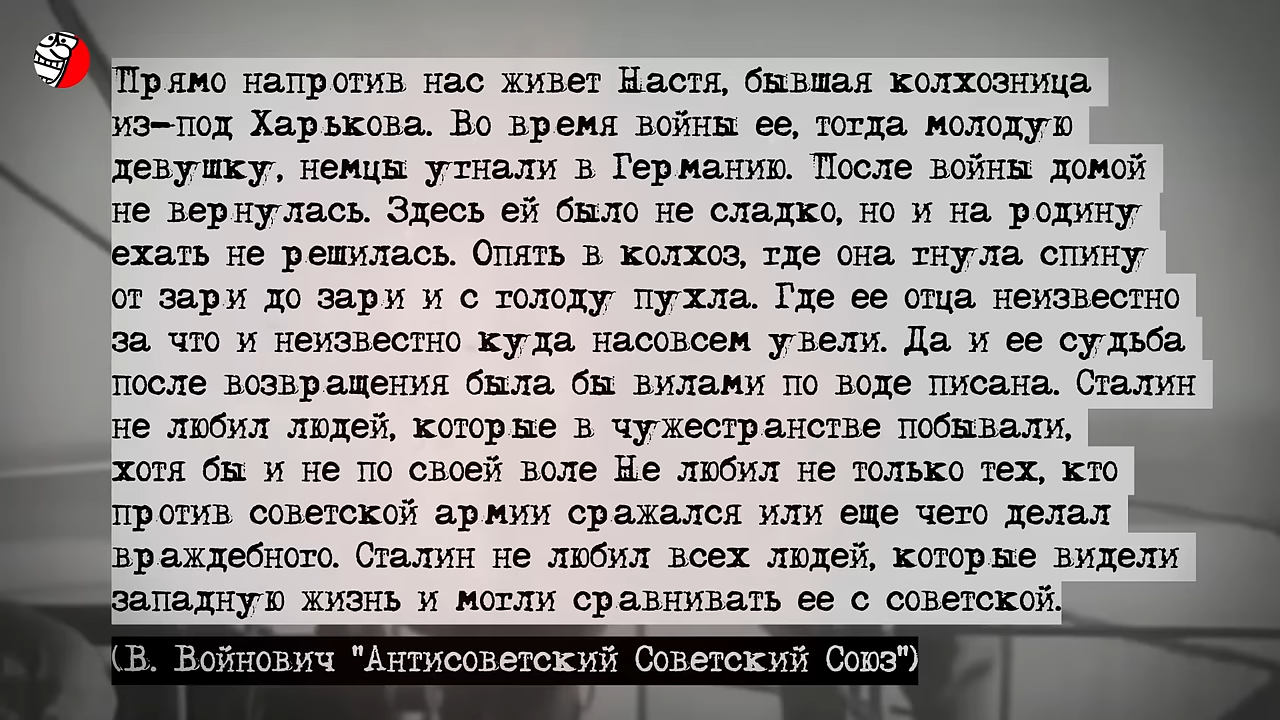 Прямо напротив нас живет Настя, бывшая колхозница
из-под Харькова. Во время войны ее, тогда молодую
девушку, немцы угнали в Германию. После войны домой
не вернулась. Здесь ей было не сладко, но и на родину
ехать не решилась. Опять в колхоз, где она гнула спину
от зари до зари и с голоду пухла. Где ее отца неизвестно
за что и неизвестно куда насовсем увели. Да и ее судьба
после возвращения была бы вилами по воде писана. Сталин
не любил людей, которые в чужестранстве побывали,
хотя бы и не по своей воле Не любил не только тех, кто
против советской армии сражался или еще чего делал
враждебного. Сталин не любил всех людей, которые видели
западную жизнь и могли сравнивать ее с советской.
(В. Войнович "Антисоветский Советский Союз")